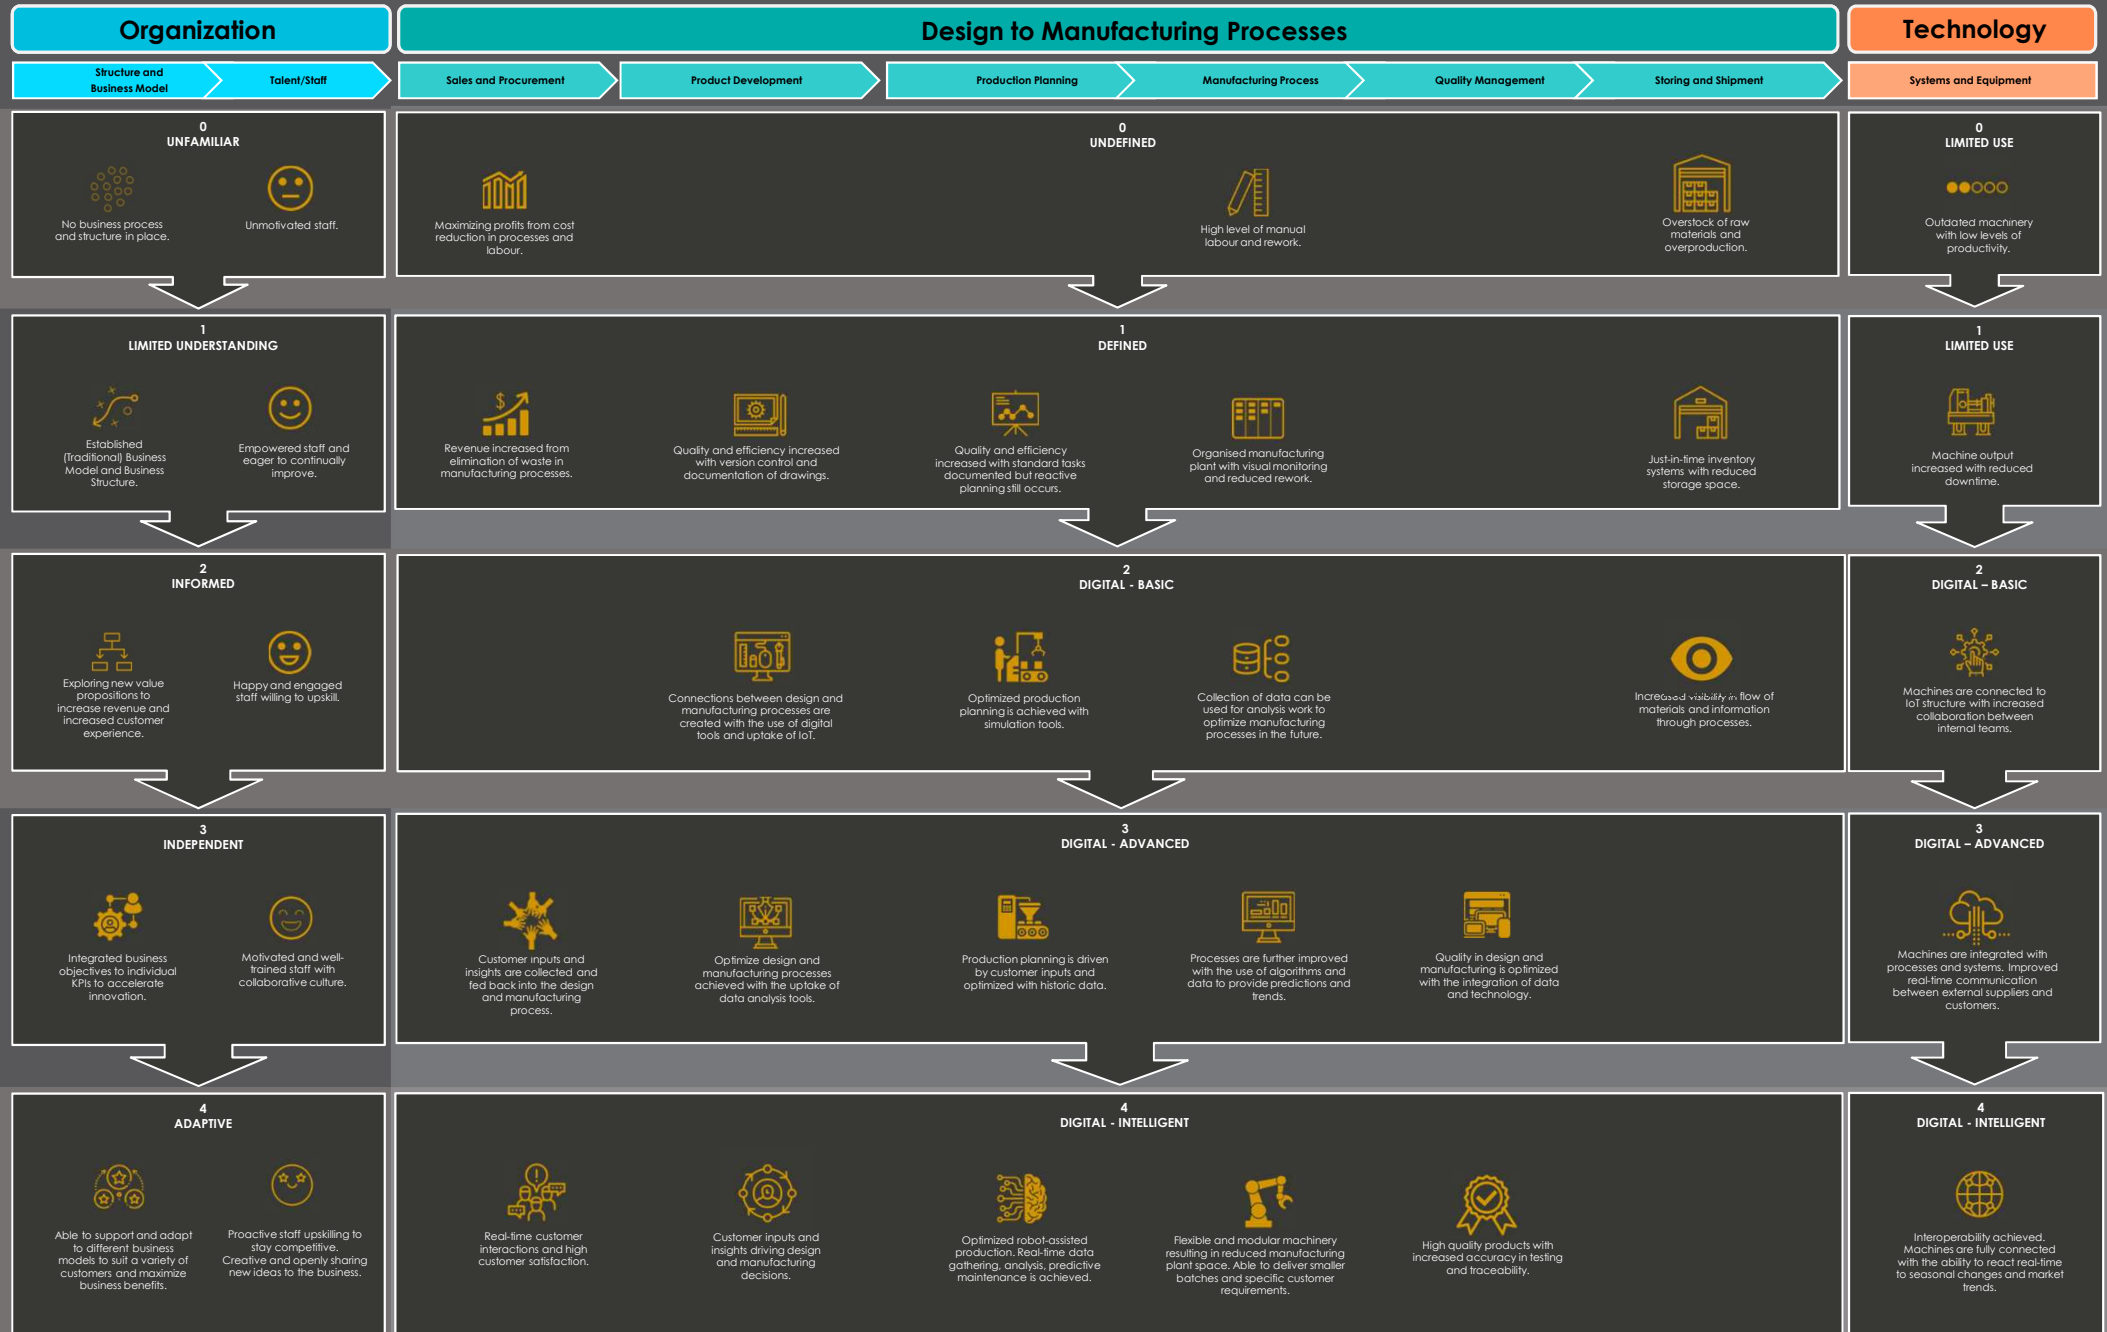 Organization
Design to Manufacturing Processes
Technology
Structure and
Business Model
Talent/Staff
Sales and Procurement
Product Development
Production Planning
Manufacturing Process
Quality Management
Storing and Shipment
Systems and Equipment
0
UNFAMILIAR
No business process
and structure in place.
Unmotivated staff.
0
UNDEFINED
Maximizing profits from cost
reduction in processes and
labour.
High level of manual
labour and rework.
Overstock of raw
materials and
overproduction.
0
LIMITED USE
Outdated machinery
with low levels of
productivity.
1
LIMITED UNDERSTANDING
Established
(Traditional) Business
Model and Business
Structure.
Empowered staff and
eager to continually
improve.
1
DEFINED
$
Revenue increased from
elimination of waste in
manufacturing processes.
Quality and efficiency increased
with version control and
documentation of drawings.
Quality and efficiency
increased with standard tasks
documented but reactive
planning still occurs.
Organised manufacturing
plant with visual monitoring
and reduced rework.
Just-in-time inventory
systems with reduced
storage space.
1
LIMITED USE
Machine output
increased with reduced
downtime.
2
INFORMED
Exploring new value
propositions to
increase revenue and
increased customer
experience.
Happy and engaged
staff willing to upskill.
2
DIGITAL - BASIC
Connections between design and
manufacturing processes are
created with the use of digital
tools and uptake of IoT.
Optimized production
planning is achieved with
simulation tools.
Collection of data can be
used for analysis work to
optimize manufacturing
processes in the future.
Increased visibility in flow of
materials and information
through processes.
2
DIGITAL – BASIC
Machines are connected to
IoT structure with increased
collaboration between
internal teams.
3
INDEPENDENT
Integrated business
objectives to individual
KPIs to accelerate
innovation.
Motivated and well-
trained staff with
collaborative culture.
3
DIGITAL - ADVANCED
Customer inputs and
insights are collected and
fed back into the design
and manufacturing
process.
Optimize design and
manufacturing processes
achieved with the uptake of
data analysis tools.
Production planning is driven
by customer inputs and
optimized with historic data.
Processes are further improved
with the use of algorithms and
data to provide predictions and
trends.
Quality in design and
manufacturing is optimized
with the integration of data
and technology.
3
DIGITAL – ADVANCED
Machines are integrated with
processes and systems. Improved
real-time communication
between external suppliers and
customers.
4
ADAPTIVE
Able to support and adapt
to different business
models to suit a variety of
customers and maximize
business benefits.
Proactive staff upskilling to
stay competitive.
Creative and openly sharing
new ideas to the business.
4
DIGITAL - INTELLIGENT
Real-time customer
interactions and high
customer satisfaction.
Customer inputs and
insights driving design
and manufacturing
decisions.
Optimized robot-assisted
production. Real-time data
gathering, analysis, predictive
maintenance is achieved.
Flexible and modular machinery
resulting in reduced manufacturing
plant space. Able to deliver smaller
batches and specific customer
requirements.
High quality products with
increased accuracy in testing
and traceability.
4
DIGITAL - INTELLIGENT
Interoperability achieved.
Machines are fully connected
with the ability to react real-time
to seasonal changes and market
trends.